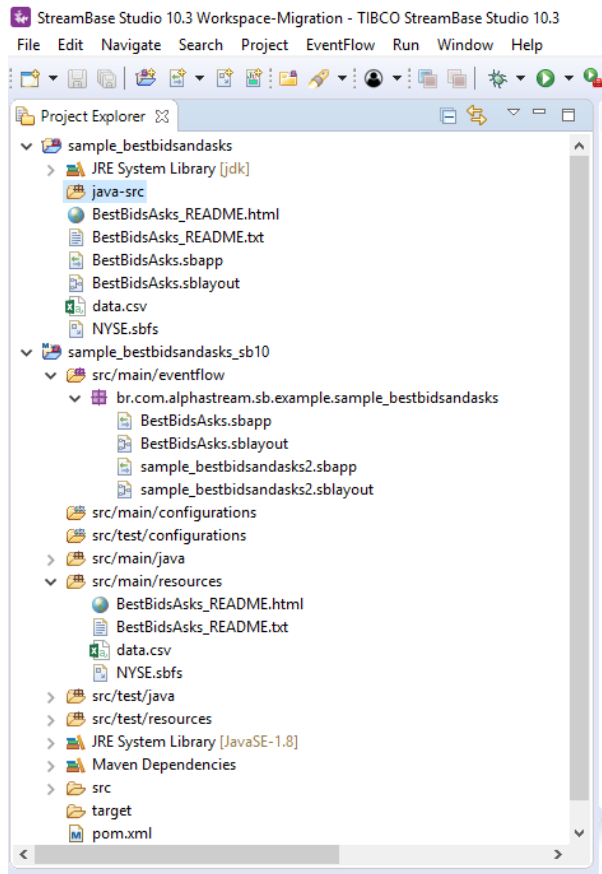 StreamBase Studio 10.3 Workspace-Migration - TIBCO StreamBase Studio 10.3
File Edit Navigate Search Project EventFlow Run Window Help
Project Explorer
sample_bestbidsandasks
JRE System Library [jdk]
java-src
BestBidsAsks_README.html
BestBidsAsks_README.txt
BestBidsAsks.sbapp
BestBidsAsks.sblayout
data.csv
NYSE.sbfs
sample_bestbidsandasks_sb10
src/main/eventflow
br.com.alphastream.sb.example.sample_bestbidsandasks
BestBidsAsks.sbapp
BestBidsAsks.sblayout
sample_bestbidsandasks2.sbapp
sample_bestbidsandasks2.sblayout
src/main/configurations
src/test/configurations
src/main/java
src/main/resources
BestBidsAsks_README.html
BestBidsAsks_README.txt
data.csv
NYSE.sbfs
src/test/java
src/test/resources
JRE System Library [JavaSE-1.8]
Maven Dependencies
src
target
pom.xml